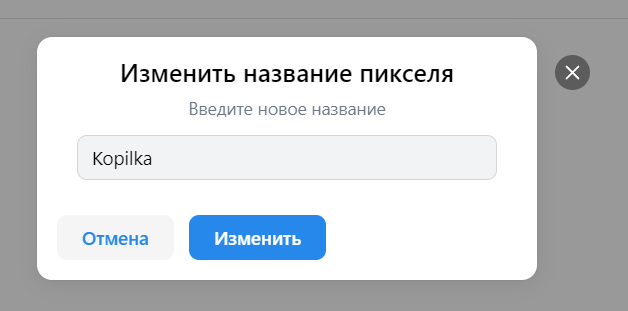 Изменить название пикселя
Введите новое название
Kopilka
Отмена
Изменить